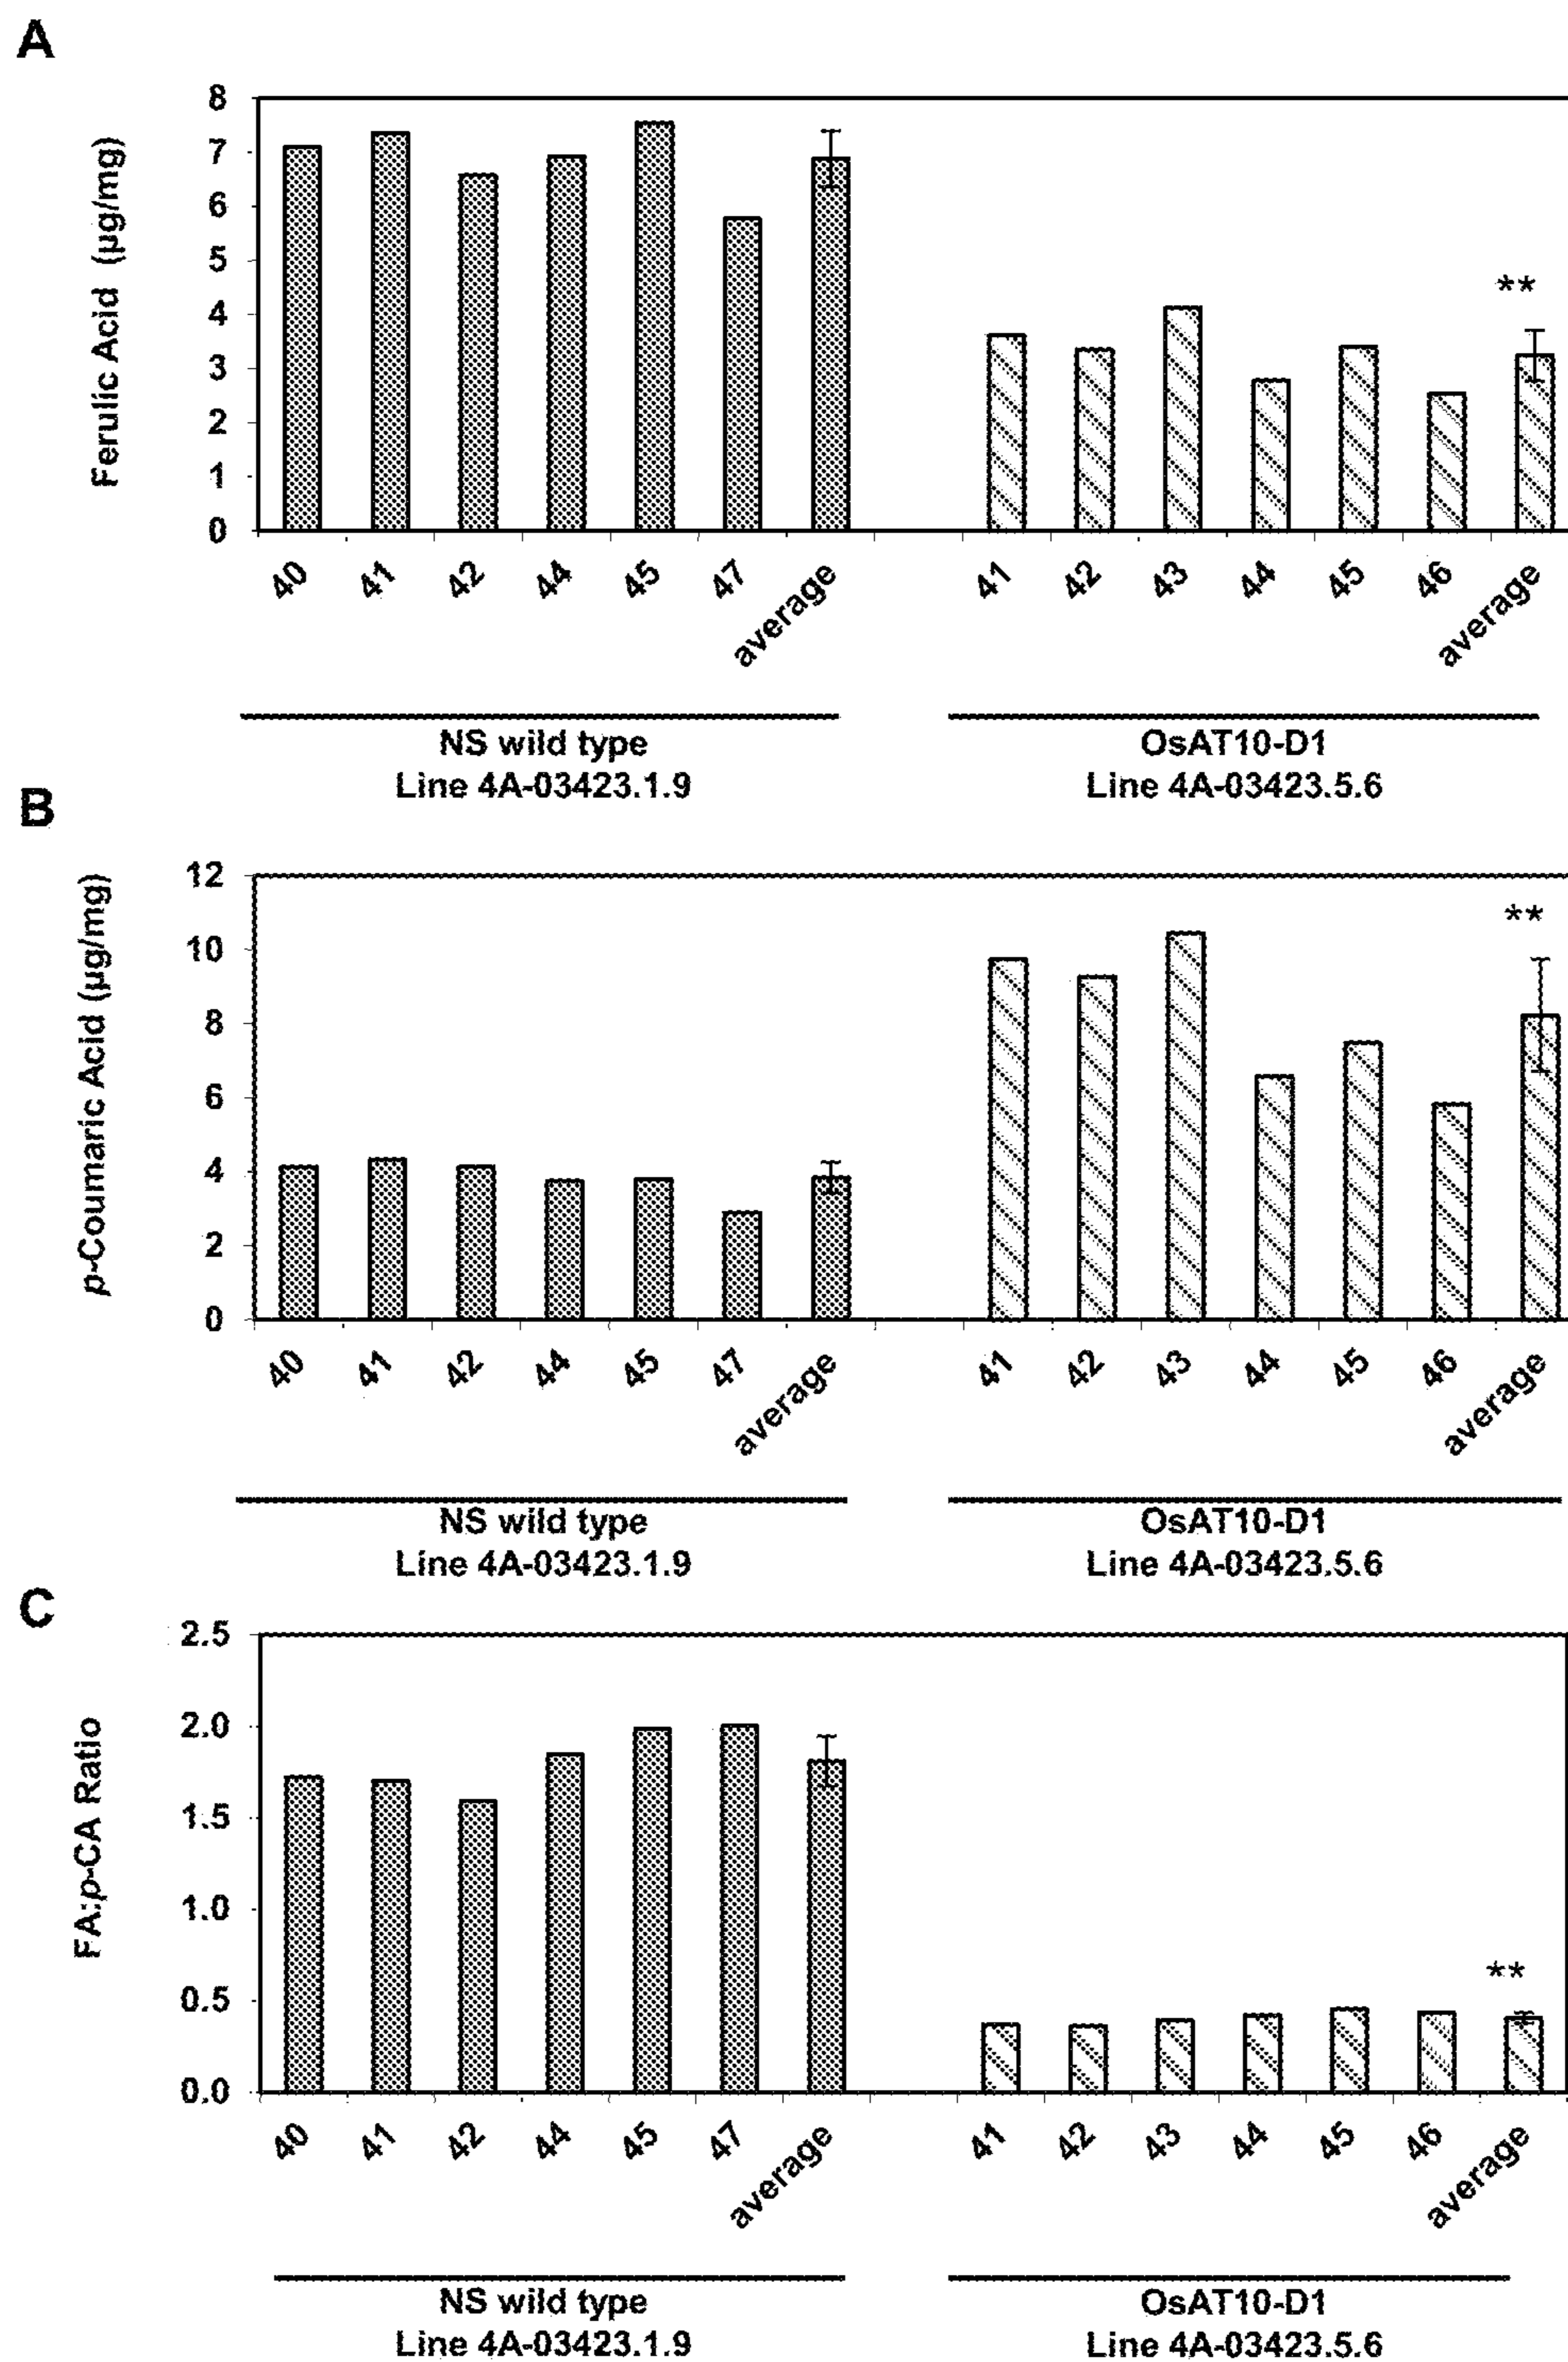 A
Ferulic Acid (µg/mg)
8
7
6
5
4
3
2
1
0
**
40 41 42 44 45 47 average 41 42 43 44 45 46 average
NS wild type OsAT10-D1
Line 4A-03423.1.9 Line 4A-03423.5.6
B
p-Coumaric Acid (µg/mg)
12
10
8
6
4
2
0
**
40 41 42 44 45 47 average 41 42 43 44 45 46 average
NS wild type OsAT10-D1
Line 4A-03423.1.9 Line 4A-03423.5.6
C
FA:p-CA Ratio
2.5
2.0
1.5
1.0
0.5
0.0
**
40 41 42 44 45 47 average 41 42 43 44 45 46 average
NS wild type OsAT10-D1
Line 4A-03423.1.9 Line 4A-03423.5.6